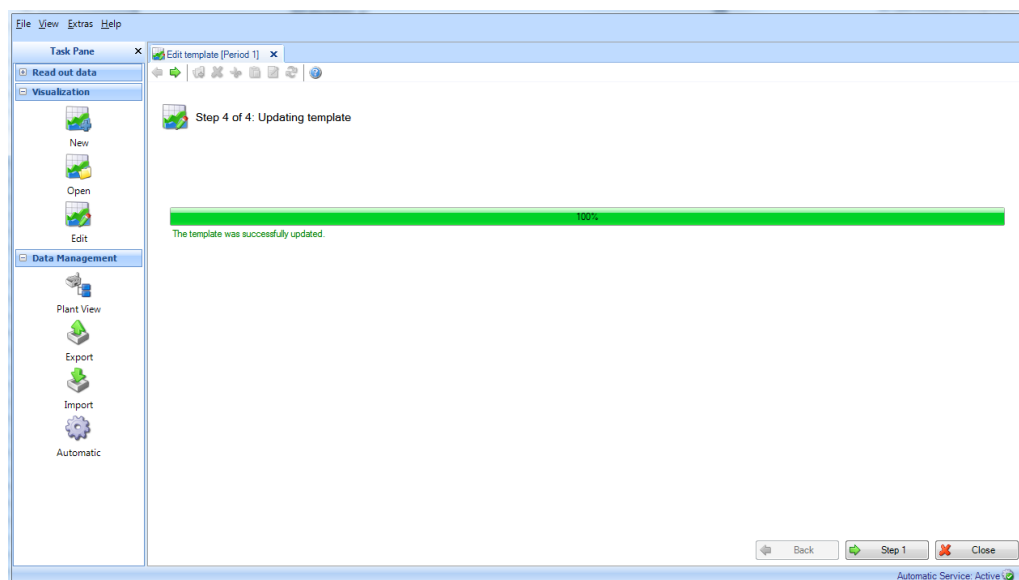 File View Extras Help
Task Pane
Edit template [Period 1]
Read out data
Visualization
New
Open
Edit
Data Management
Plant View
Export
Import
Automatic
Step 4 of 4: Updating template
100%
The template was successfully updated.
Back
Step 1
Close
Automatic Service: Active